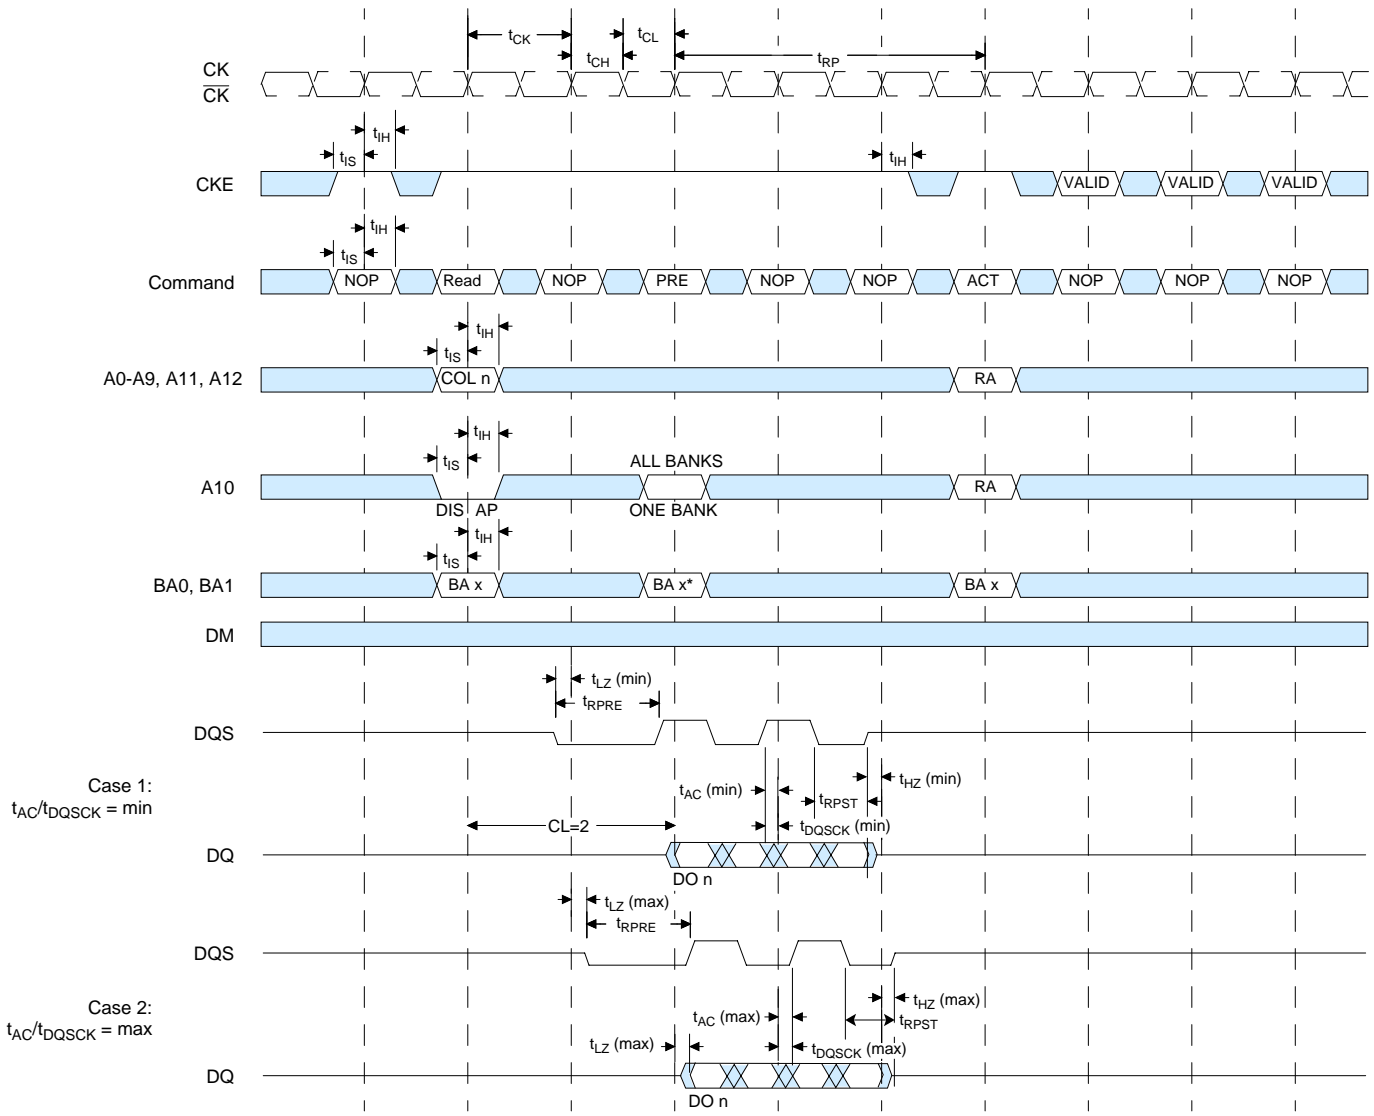 tCK
tCL
tCH
tRP
CK
CK
tIH
tIS
tIH
CKE
VALID VALID VALID
tIH
tIS
Command
NOP Read NOP PRE NOP NOP ACT NOP NOP NOP
tIH
tIS
A0-A9, A11, A12
COL n RA
tIH
tIS
ALL BANKS
A10
RA
DIS AP
ONE BANK
tIH
tIS
BA0, BA1
BA x BA x* BA x
DM
tLZ (min)
tRPRE
DQS
Case 1:
tAC/tDQSCK = min
tHZ (min)
tAC (min)
tRPST
CL=2
tDQSCK (min)
DQ
DO n
tLZ (max)
tRPRE
DQS
Case 2:
tAC/tDQSCK = max
tHZ (max)
tAC (max)
tRPST
tLZ (max)
tDQSCK (max)
DQ
DO n